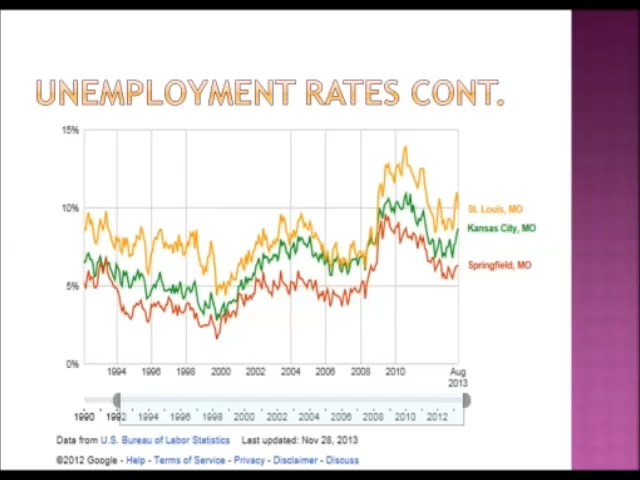 UNEMPLOYMENT RATES CONT.
15%
10%
5%
0%
St. Louis, MO
Kansas City, MO
Springfield, MO
1994 1996 1998 2000 2002 2004 2006 2008 2010 Aug 2013
1990 1992 1994 1996 1998 2000 2002 2004 2006 2008 2010 2012
Data from U.S. Bureau of Labor Statistics Last updated: Nov 28, 2013
©2012 Google - Help - Terms of Service - Privacy - Disclaimer - Discuss